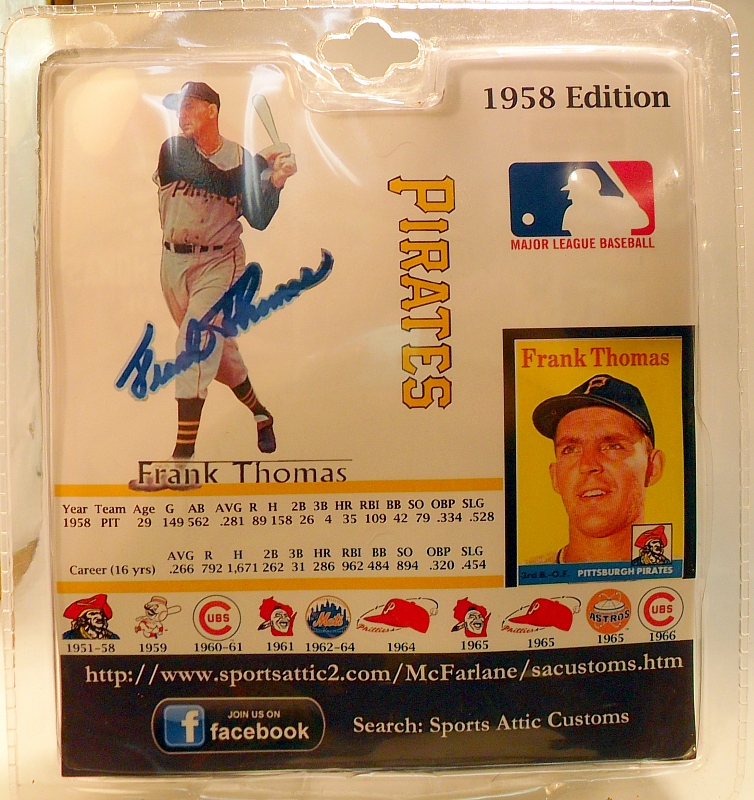 1958 Edition
PIRATES
PIRATES
MAJOR LEAGUE BASEBALL
Frank Thomas
Frank Thomas
P
3rd B.-O.F. PITTSBURGH PIRATES
Frank Thomas
Year Team Age G AB AVG R H 2B 3B HR RBI BB SO OBP SLG
1958 PIT 29 149 562 .281 89 158 26 4 35 109 42 79 .334 .528
AVG R H 2B 3B HR RBI BB SO OBP SLG
Career (16 yrs) .266 792 1,671 262 31 286 962 484 894 .320 .454
CUBS
Mets
P
Phillies
P
Phillies
ASTROS
CUBS
1951-58 1959 1960-61 1961 1962-64 1964 1965 1965 1965 1966
http://www.sportsattic2.com/McFarlane/sacustoms.htm
f JOIN US ON
facebook
Search: Sports Attic Customs